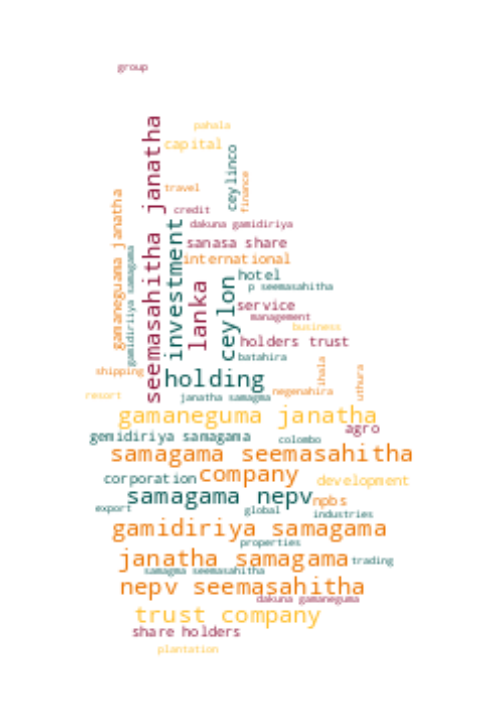 group
pahala
capital
seemasahitha janatha
ceylinco
finance
travel
gamaneguama janatha
credit
dakuna gamidiriya
investment
sanasa share
gamidiriiya samagama
international
hotel
lanka
ceylon
p seemasahitha
service
management
business
holders trust
batahira
ihala
uthura
shipping
holding
negenahira
resort
janatha samagma
gamaneguma janatha
agro
gemidiriya samagama
colombo
samagama seemasahitha
corporation
company
development
samagama nepv
npbs
export
global
industries
gamidiriya samagama
properties
janatha samagama
trading
samagma seemasahitha
nepv seemasahitha
dakuna gamaneguma
trust company
share holders
plantation